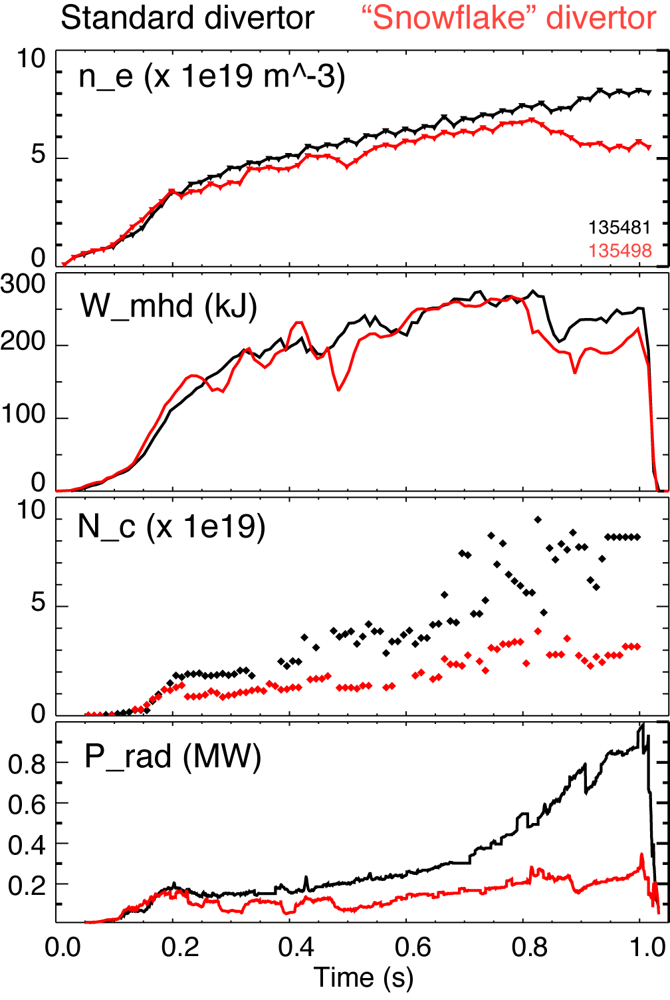 Standard divertor “Snowflake” divertor
10
n_e (x 1e19 m^-3)
5
135481
135498
0
300
W_mhd (kJ)
200
100
0
10
N_c (x 1e19)
5
0
P_rad (MW)
0.8
0.6
0.4
0.2
0.0 0.2 0.4 0.6 0.8 1.0
Time (s)